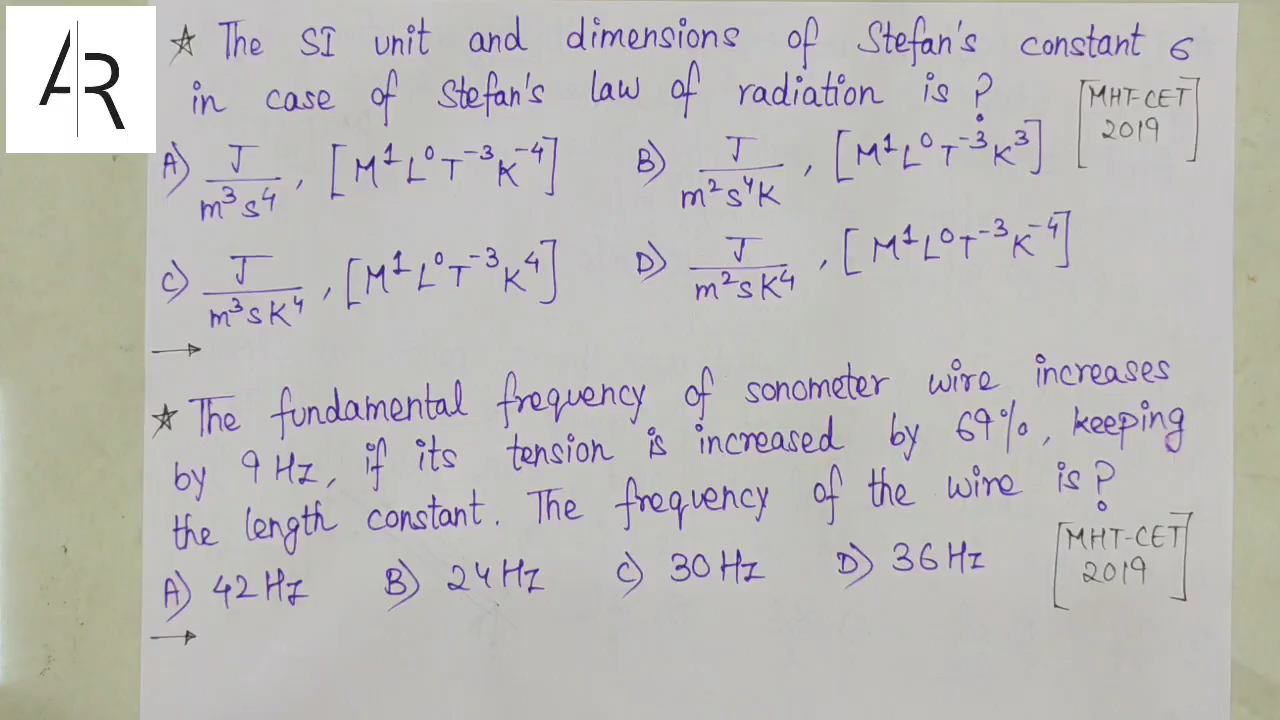 AR
☆ The SI unit and dimensions of Stefan's constant 6
in case of Stefan's law of radiation is ?
[MHT-CET
2019]
A) J/m³s⁴, [M¹L⁰T⁻³K⁻⁴] B) J/m²s⁴K, [M¹L⁰T⁻³K³]
C) J/m³sK⁴, [M¹L⁰T⁻³K⁴] D) J/m²sK⁴, [M¹L⁰T⁻³K⁻⁴]
→
☆ The fundamental frequency of sonometer wire increases
by 9 Hz, if its tension is increased by 69%, keeping
the length constant. The frequency of the wire is ?
[MHT-CET
2019]
A) 42 Hz B) 24 Hz C) 30 Hz D) 36 Hz
→